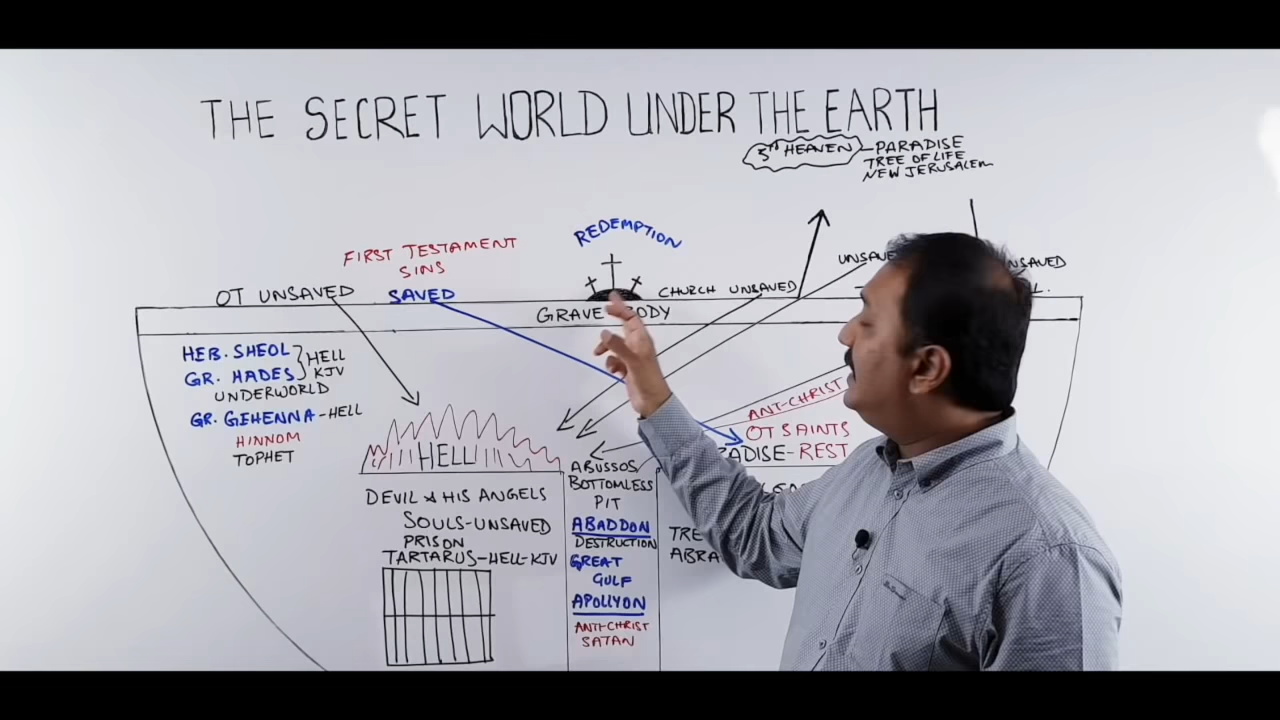 THE SECRET WORLD UNDER THE EARTH
3RD HEAVEN - PARADISE
TREE OF LIFE
NEW JERUSALEM
REDEMPTION
FIRST TESTAMENT
SINS
OT UNSAVED
SAVED
CHURCH UNSAVED
GRAVE
HEB. SHEOL
GR. HADES
HELL
KJV
UNDERWORLD
GR. GEHENNA-HELL
HINNOM
TOPHET
HELL
DEVIL & HIS ANGELS
SOULS-UNSAVED
PRISON
TARTARUS-HELL-KJV
ABUSSOS
BOTTOMLESS
PIT
ABADDON
DESTRUCTION
GREAT
GULF
APOLLYON
ANTI-CHRIST
SATAN
ANTI-CHRIST
OT SAINTS
REST